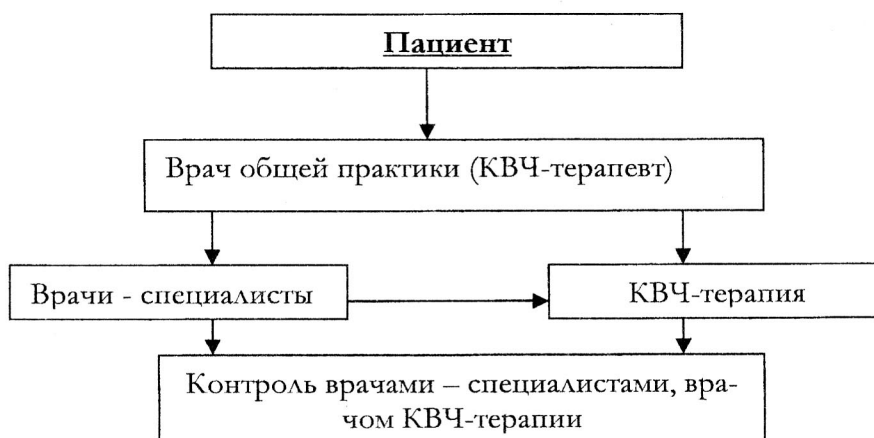 Пациент
Врач общей практики (КВЧ-терапевт)
Врачи - специалисты
КВЧ-терапия
Контроль врачами – специалистами, вра-
чом КВЧ-терапии